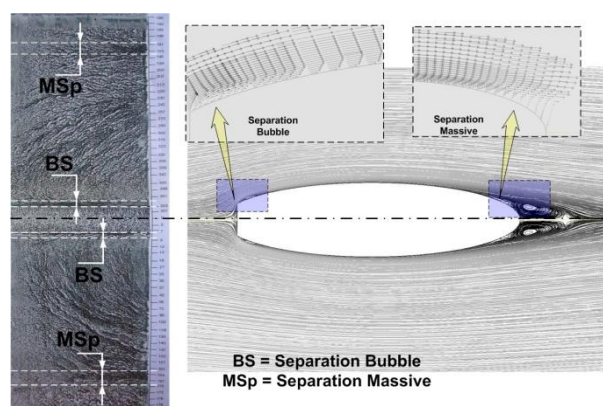 MSp
BS
BS
MSp
Separation
Bubble
Separation
Massive
BS = Separation Bubble
MSp = Separation Massive